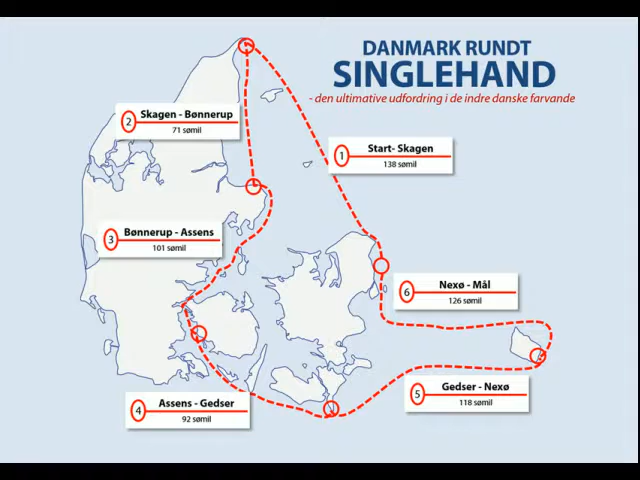 DANMARK RUNDT
SINGLEHAND
- den ultimative udfordring i de indre danske farvande
2
Skagen - Bønnerup
71 sømil
1
Start- Skagen
138 sømil
3
Bønnerup - Assens
101 sømil
6
Nexø - Mål
126 sømil
5
Gedser - Nexø
118 sømil
4
Assens - Gedser
92 sømil